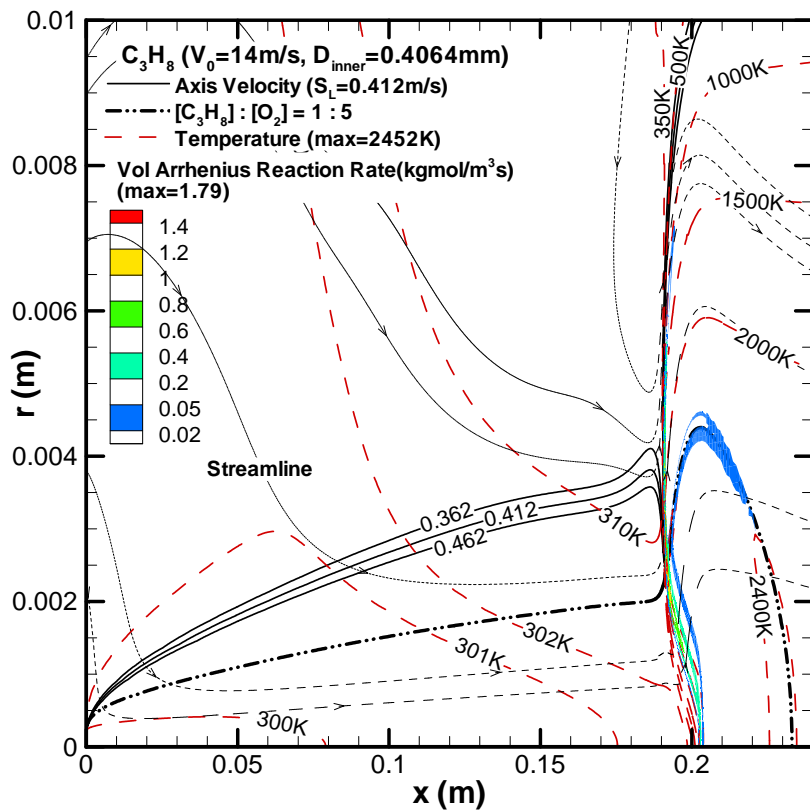 0.01
0.008
0.006
0.004
0.002
0
r (m)
C3H8 (V0=14m/s, Dinner=0.4064mm)
Axis Velocity (SL=0.412m/s)
[C3H8] : [O2] = 1 : 5
Temperature (max=2452K)
Vol Arrhenius Reaction Rate(kgmol/m³s)
(max=1.79)
1.4
1.2
1
0.8
0.6
0.4
0.2
0.05
0.02
350K
500K
1000K
1500K
2000K
2400K
Streamline
0.362
0.412
0.462
310K
302K
301K
300K
0
0.05
0.1
0.15
0.2
x (m)